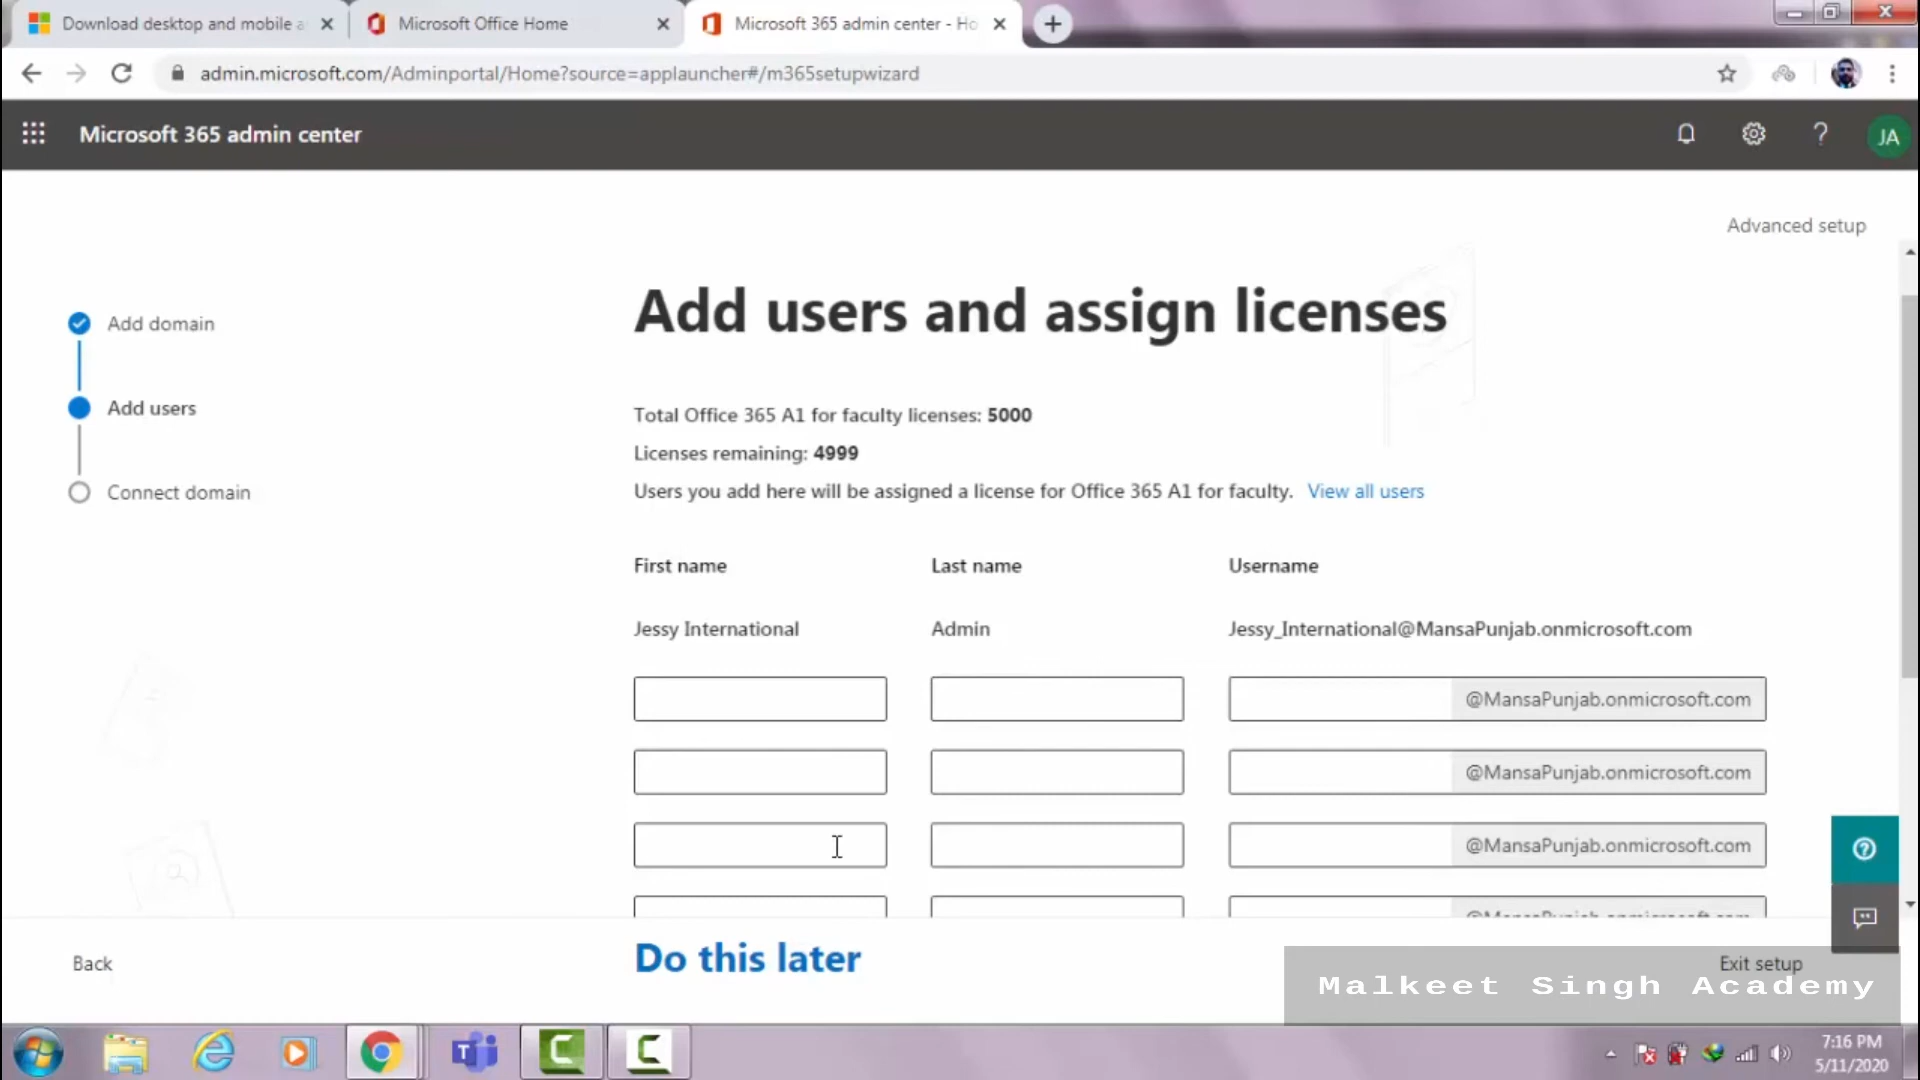 Download desktop and mobile a
Microsoft Office Home
Microsoft 365 admin center - Ho
admin.microsoft.com/Adminportal/Home?source=applauncher#/m365setupwizard
Microsoft 365 admin center
JA
Advanced setup
Add domain
Add users
Connect domain
Add users and assign licenses
Total Office 365 A1 for faculty licenses: 5000
Licenses remaining: 4999
Users you add here will be assigned a license for Office 365 A1 for faculty. View all users
First name Last name Username
Jessy International Admin Jessy_International@MansaPunjab.onmicrosoft.com
@MansaPunjab.onmicrosoft.com
@MansaPunjab.onmicrosoft.com
@MansaPunjab.onmicrosoft.com
@MansaPunjab.onmicrosoft.com
Back
Do this later
Exit setup
Malkeet Singh Academy
7:16 PM
5/11/2020